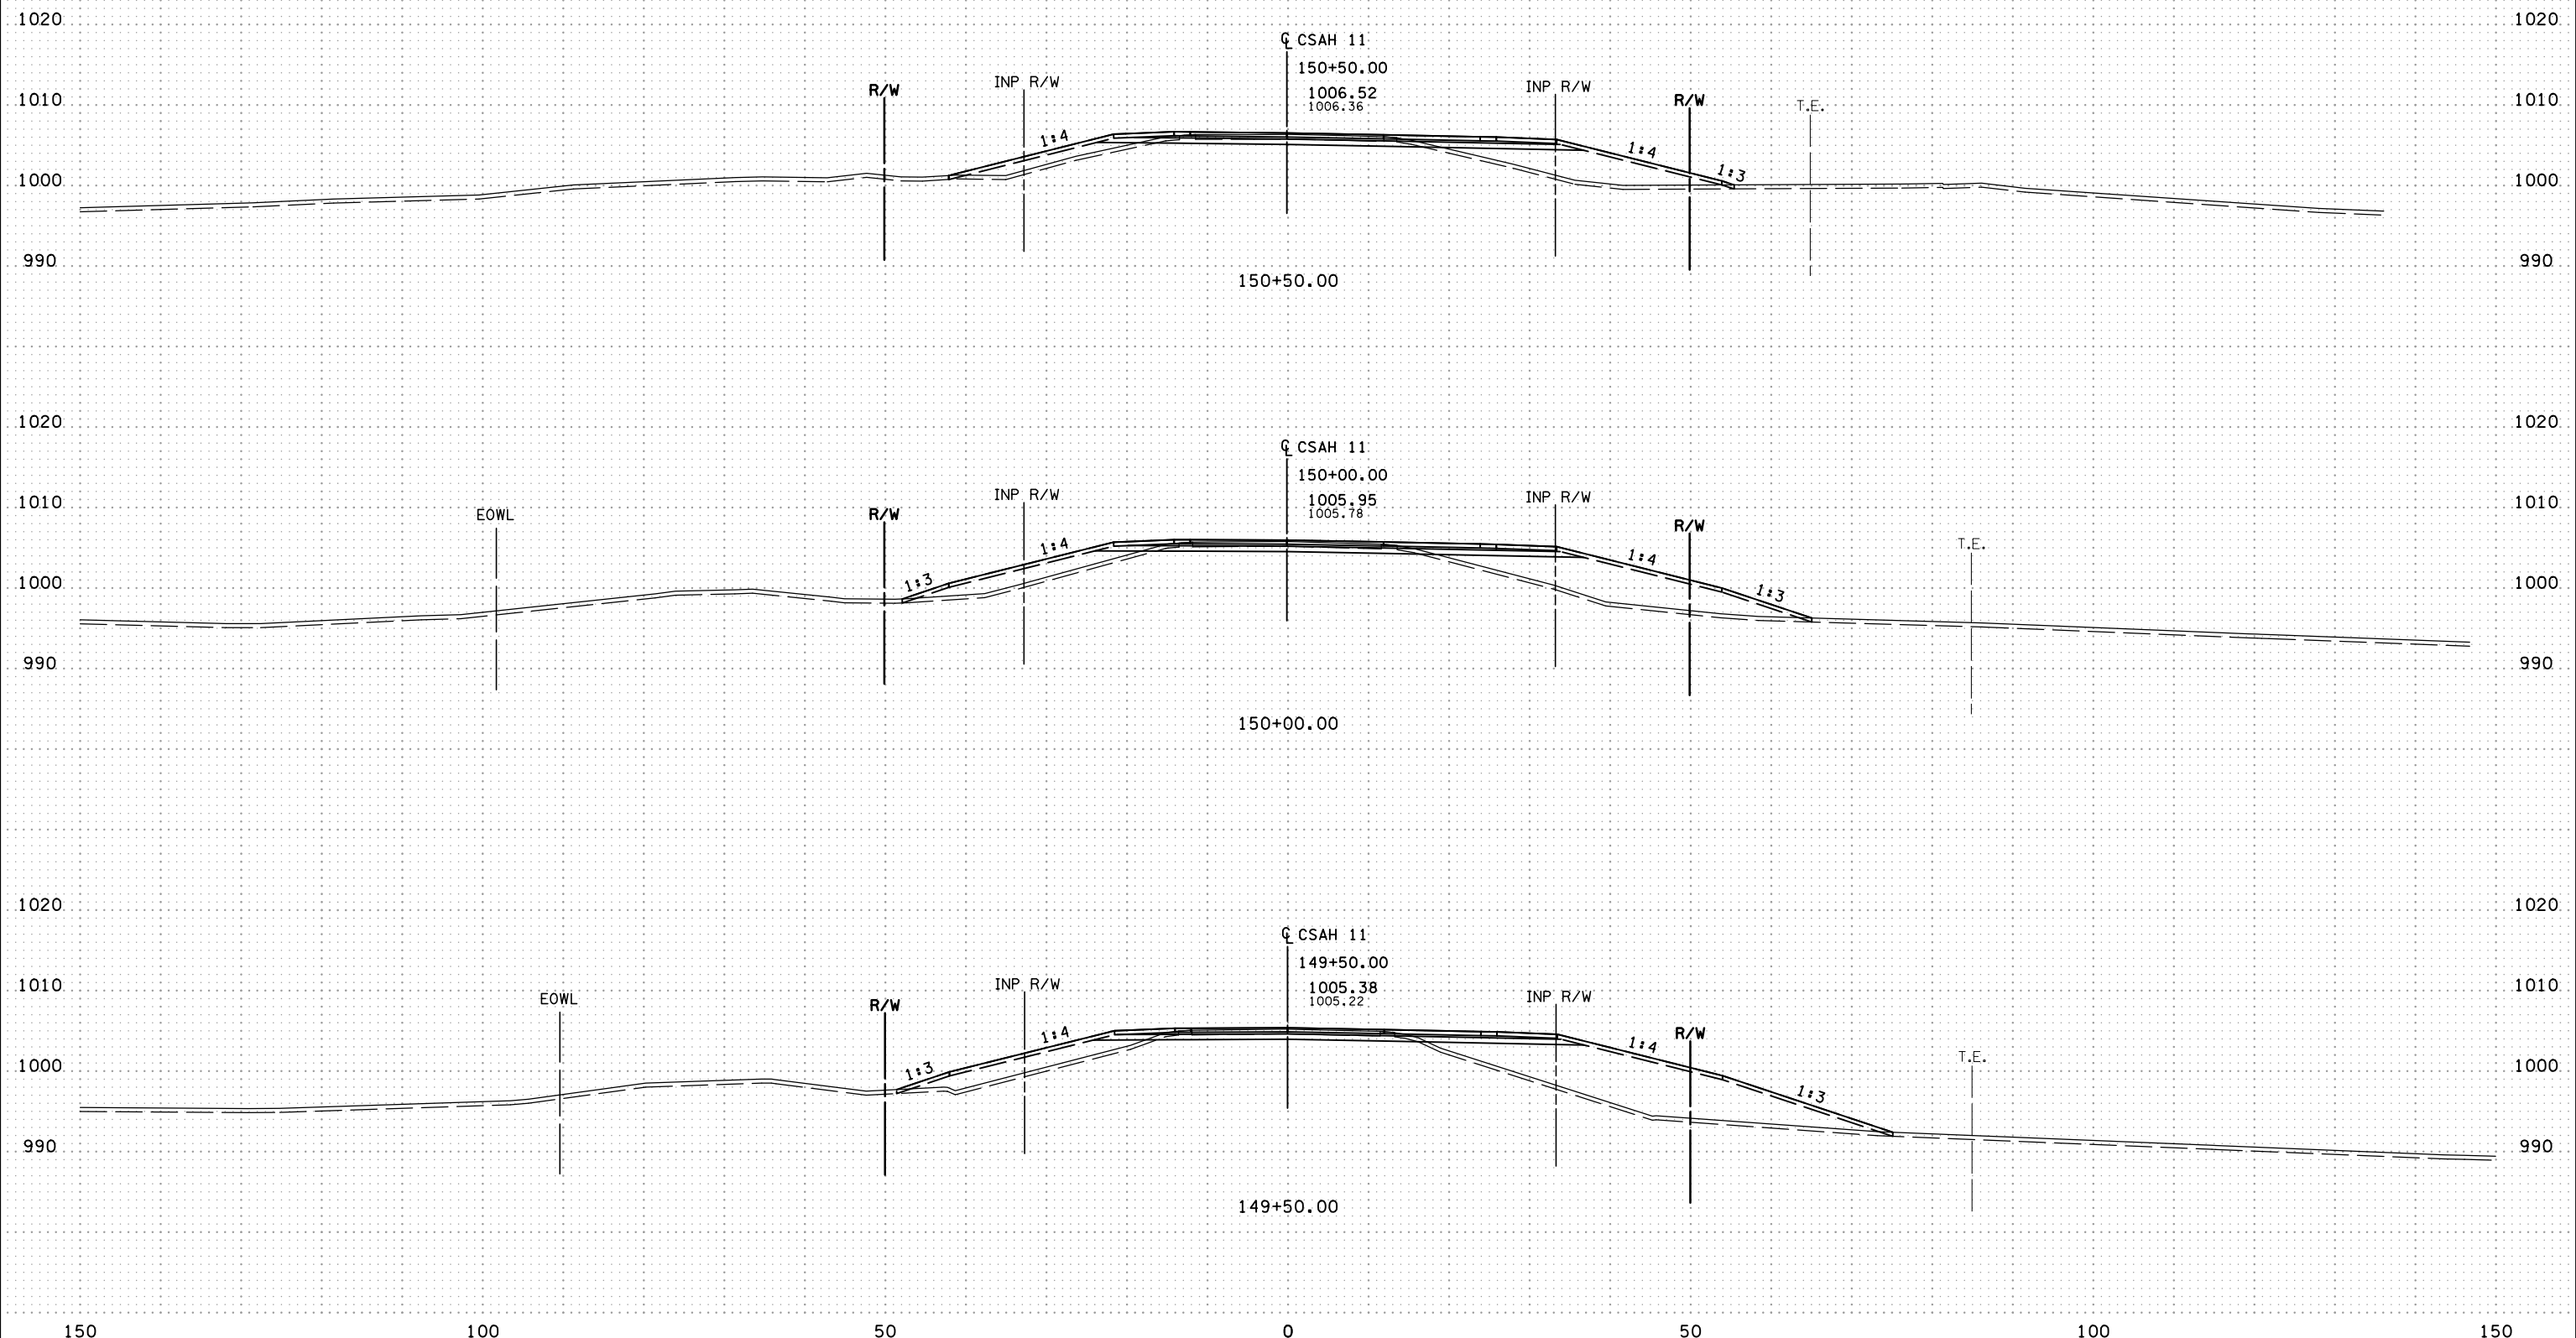 1020 1020
℄ CSAH 11
150+50.00
INP R/W INP R/W
R/W 1006.52 R/W
1010 1006.36 T.E. 1010
1:4 1:4
1:3
1000 1000
990 990
150+50.00
1020 1020
℄ CSAH 11
150+00.00
INP R/W INP R/W
1010 1005.95 1010
EOWL R/W 1005.78 R/W
T.E.
1:4 1:4
1000 1:3 1:3 1000
990 990
150+00.00
1020 1020
℄ CSAH 11
149+50.00
INP R/W
1010 1005.38 1010
EOWL R/W 1005.22 INP R/W
1:4 1:4 R/W
T.E.
1000 1:3 1000
1:3
990 990
149+50.00
150 100 50 0 50 100 150